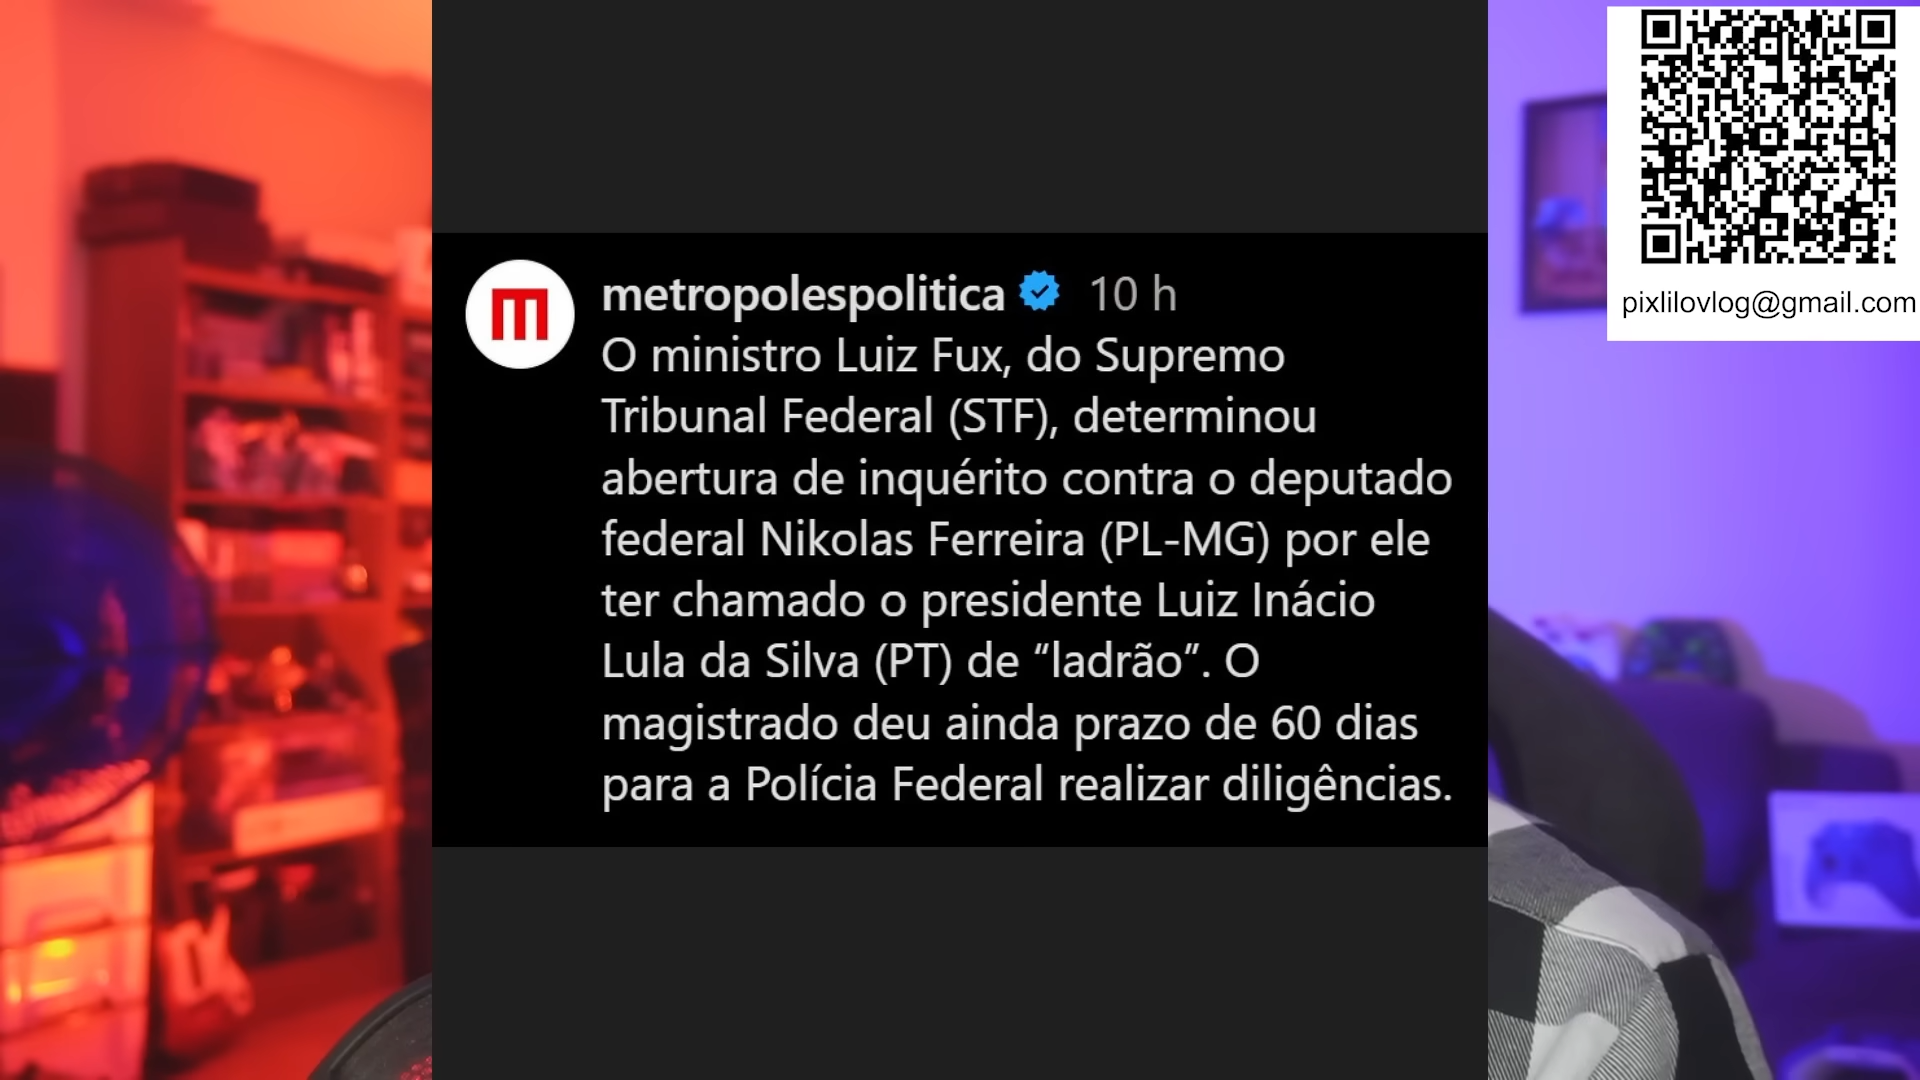 metropolespolitica 10 h
O ministro Luiz Fux, do Supremo
Tribunal Federal (STF), determinou
abertura de inquérito contra o deputado
federal Nikolas Ferreira (PL-MG) por ele
ter chamado o presidente Luiz Inácio
Lula da Silva (PT) de “ladrão”. O
magistrado deu ainda prazo de 60 dias
para a Polícia Federal realizar diligências.
pixlilovlog@gmail.com